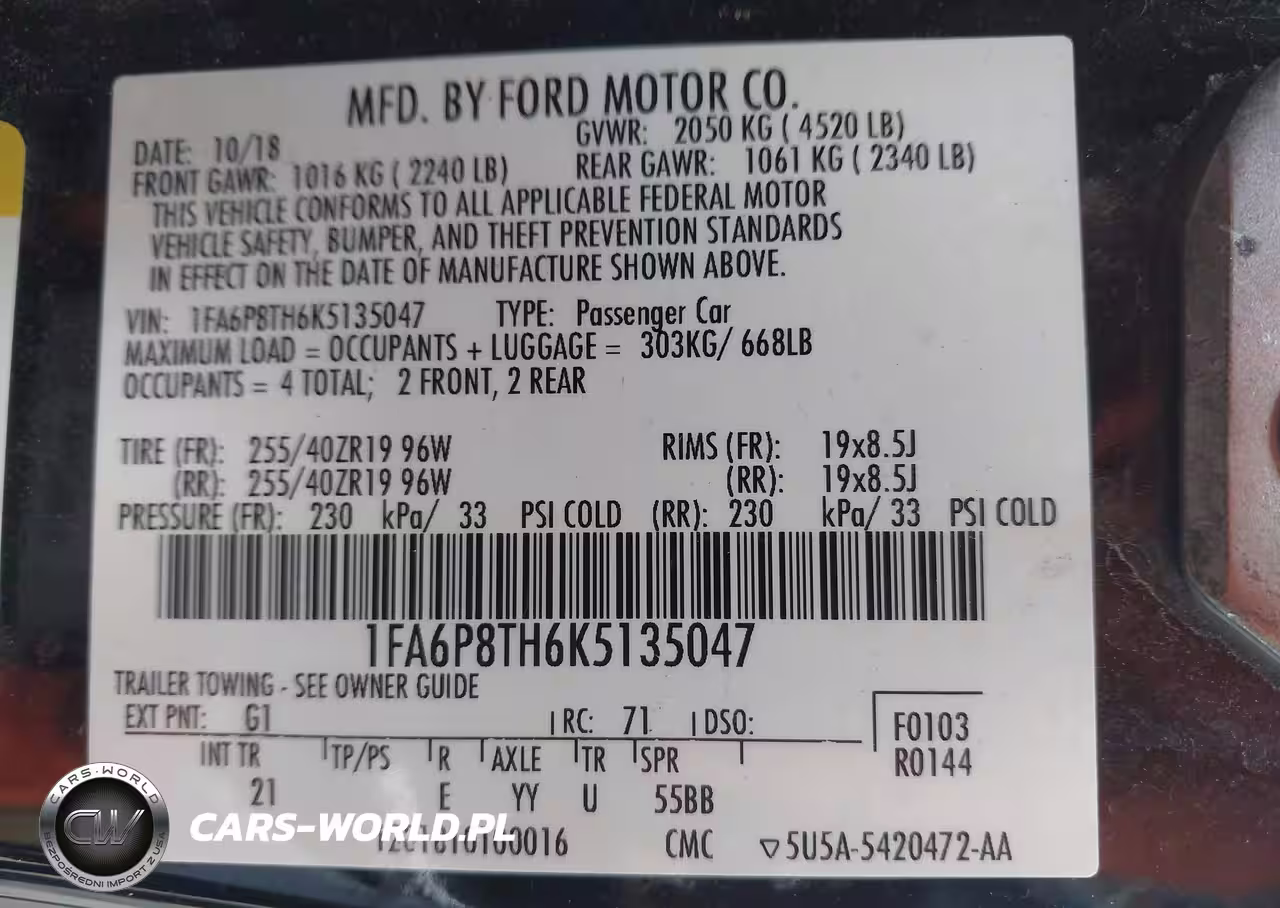 MFD. BY FORD MOTOR CO.
DATE: 10/18 GVWR: 2050 KG ( 4520 LB)
FRONT GAWR: 1016 KG ( 2240 LB) REAR GAWR: 1061 KG ( 2340 LB)
THIS VEHICLE CONFORMS TO ALL APPLICABLE FEDERAL MOTOR
VEHICLE SAFETY, BUMPER, AND THEFT PREVENTION STANDARDS
IN EFFECT ON THE DATE OF MANUFACTURE SHOWN ABOVE.
VIN: 1FA6P8TH6K5135047 TYPE: Passenger Car
MAXIMUM LOAD = OCCUPANTS + LUGGAGE = 303KG/ 668LB
OCCUPANTS = 4 TOTAL; 2 FRONT, 2 REAR
TIRE (FR): 255/40ZR19 96W RIMS (FR): 19x8.5J
(RR): 255/40ZR19 96W (RR): 19x8.5J
PRESSURE (FR): 230 kPa/ 33 PSI COLD (RR): 230 kPa/ 33 PSI COLD
1FA6P8TH6K5135047
TRAILER TOWING - SEE OWNER GUIDE
EXT PNT: G1 RC: 71 DSO: F0103
R0144
INT TR TP/PS R AXLE TR SPR
21 E YY U 55BB
CMC ▽5U5A-5420472-AA
CARS-WORLD
CW
BEZPOŚREDNI IMPORT Z USA
CARS-WORLD.PL